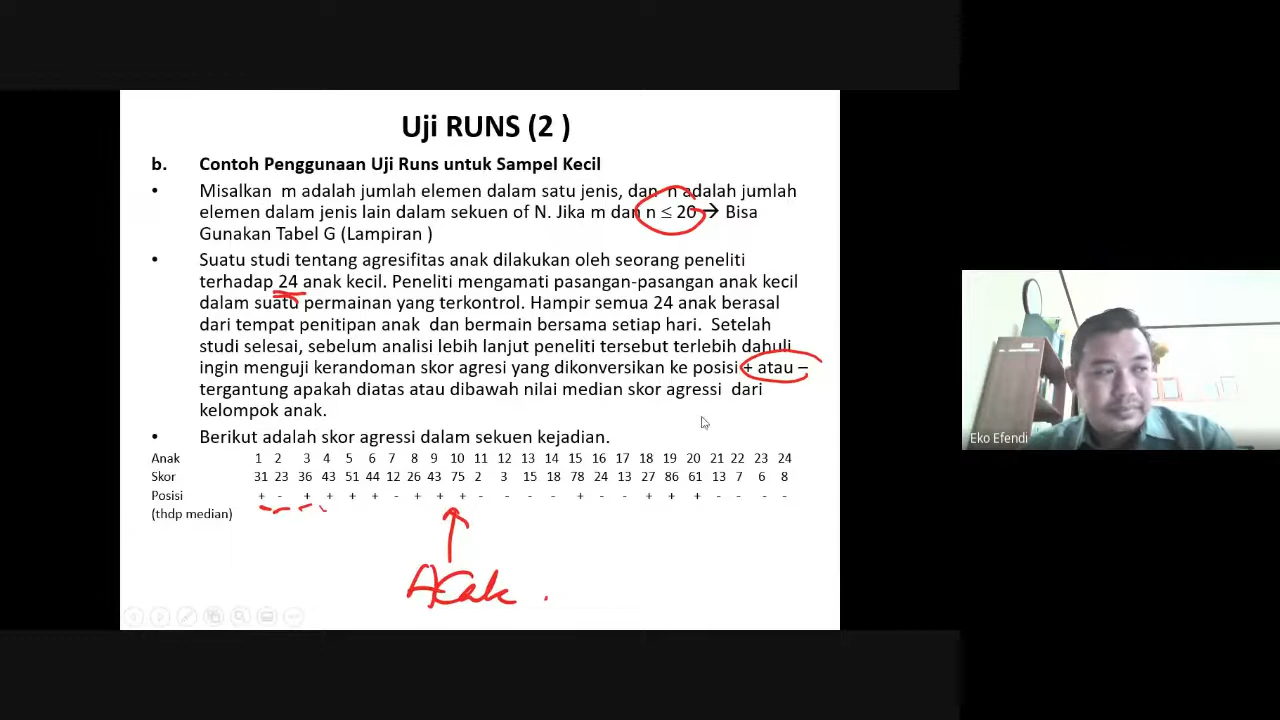 Uji RUNS (2 )
b. Contoh Penggunaan Uji Runs untuk Sampel Kecil
• Misalkan m adalah jumlah elemen dalam satu jenis, dan n adalah jumlah
elemen dalam jenis lain dalam sekuen of N. Jika m dan n ≤ 20 → Bisa
Gunakan Tabel G (Lampiran )
• Suatu studi tentang agresifitas anak dilakukan oleh seorang peneliti
terhadap 24 anak kecil. Peneliti mengamati pasangan-pasangan anak kecil
dalam suatu permainan yang terkontrol. Hampir semua 24 anak berasal
dari tempat penitipan anak dan bermain bersama setiap hari. Setelah
studi selesai, sebelum analisi lebih lanjut peneliti tersebut terlebih dahuli
ingin menguji kerandoman skor agresi yang dikonversikan ke posisi + atau –
tergantung apakah diatas atau dibawah nilai median skor agressi dari
kelompok anak.
• Berikut adalah skor agressi dalam sekuen kejadian.
Anak 1 2 3 4 5 6 7 8 9 10 11 12 13 14 15 16 17 18 19 20 21 22 23 24
Skor 31 23 36 43 51 44 12 26 43 75 2 3 15 18 78 24 13 27 86 61 13 7 6 8
Posisi + - + + + + - + + + - - - - + - - + + + - - - -
(thdp median)
Acak .
Eko Efendi